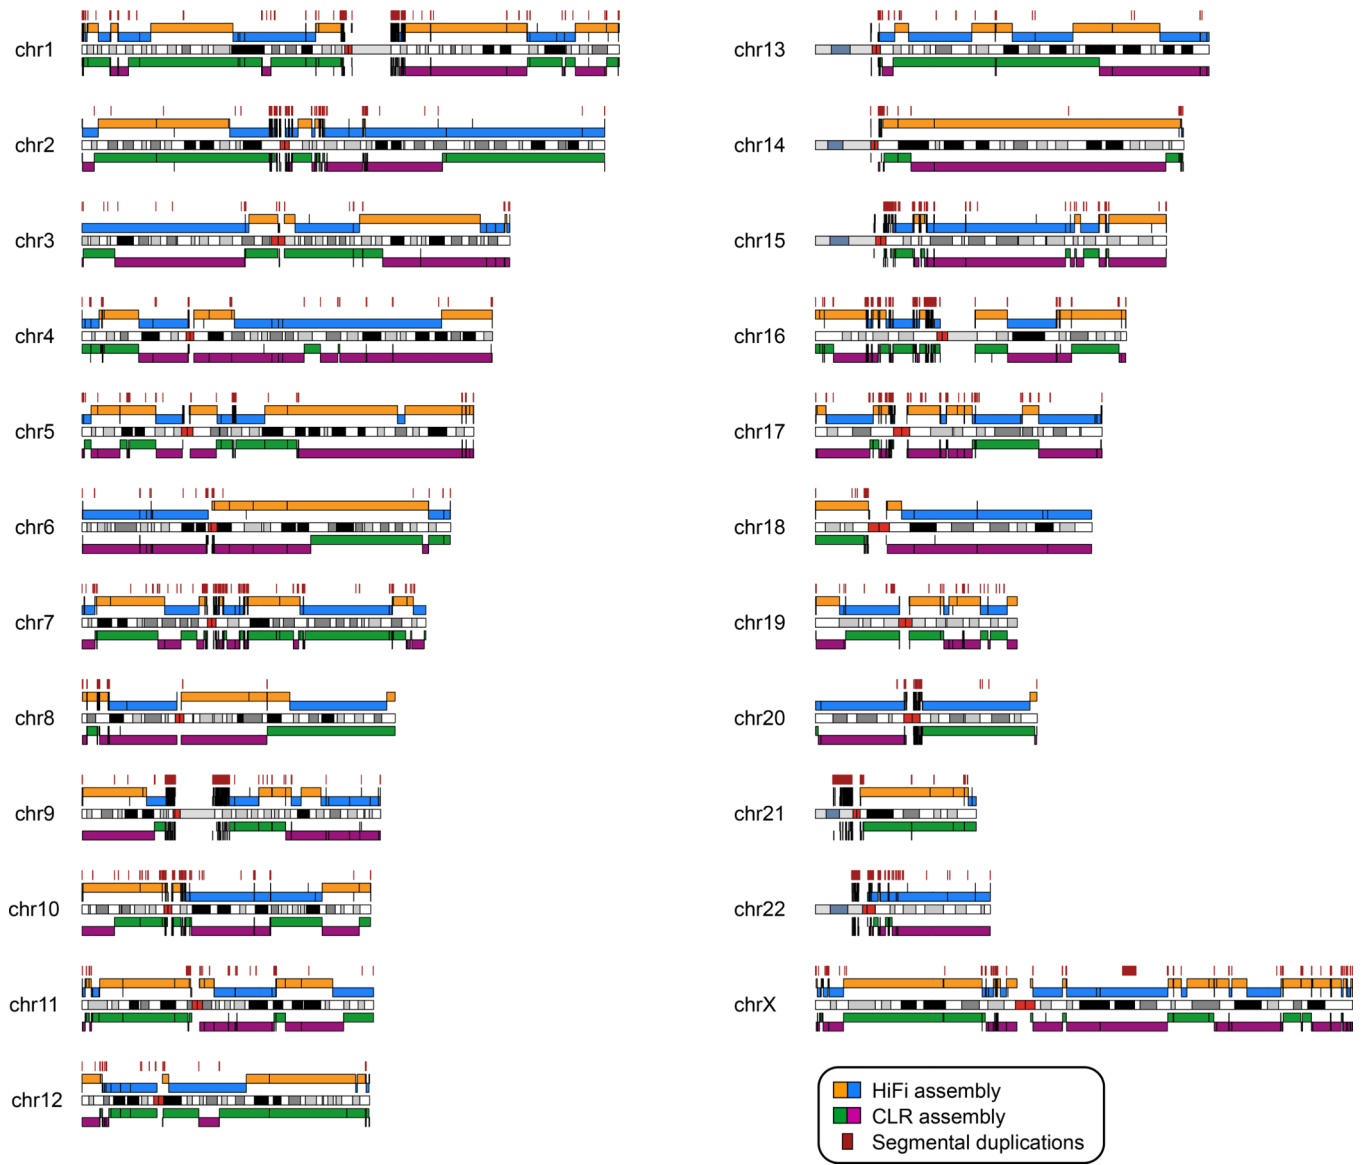 chr1
chr2
chr3
chr4
chr5
chr6
chr7
chr8
chr9
chr10
chr11
chr12
chr13
chr14
chr15
chr16
chr17
chr18
chr19
chr20
chr21
chr22
chrX
HiFi assembly
CLR assembly
Segmental duplications